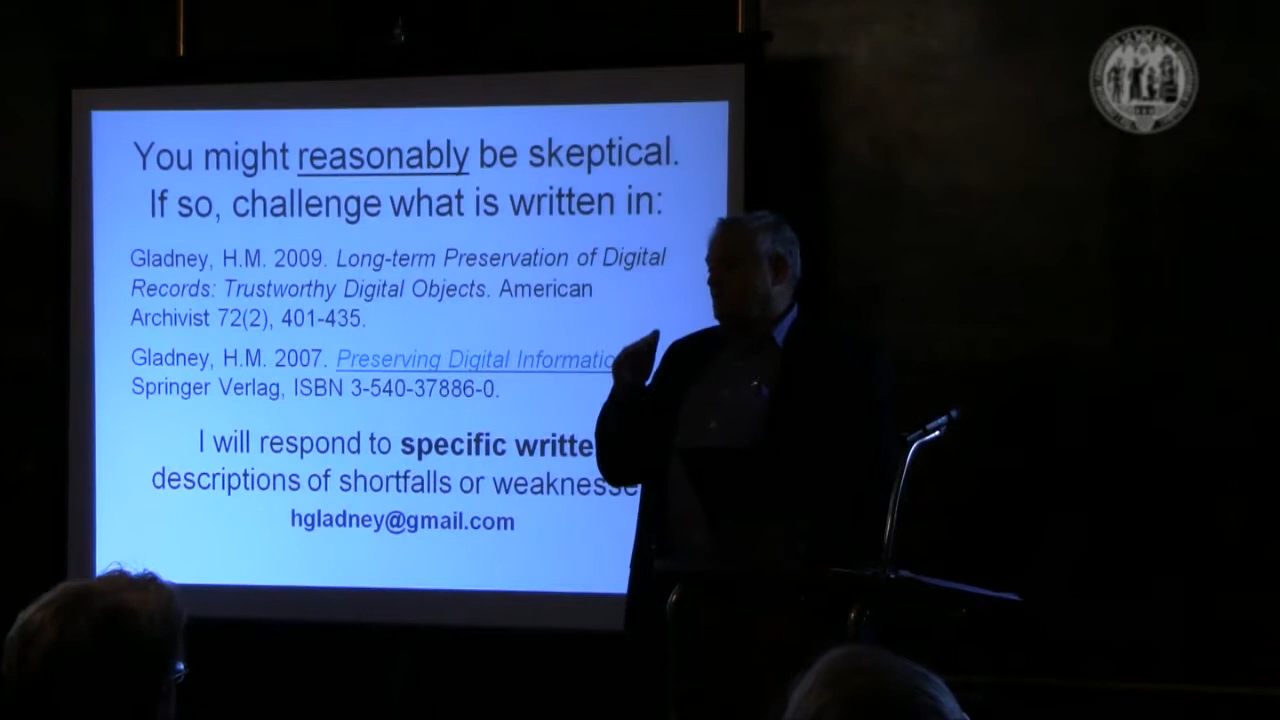 You might reasonably be skeptical.
If so, challenge what is written in:
Gladney, H.M. 2009. Long-term Preservation of Digital
Records: Trustworthy Digital Objects. American
Archivist 72(2), 401-435.
Gladney, H.M. 2007. Preserving Digital Informatio
Springer Verlag, ISBN 3-540-37886-0.
I will respond to specific writte
descriptions of shortfalls or weaknesse
hgladney@gmail.com